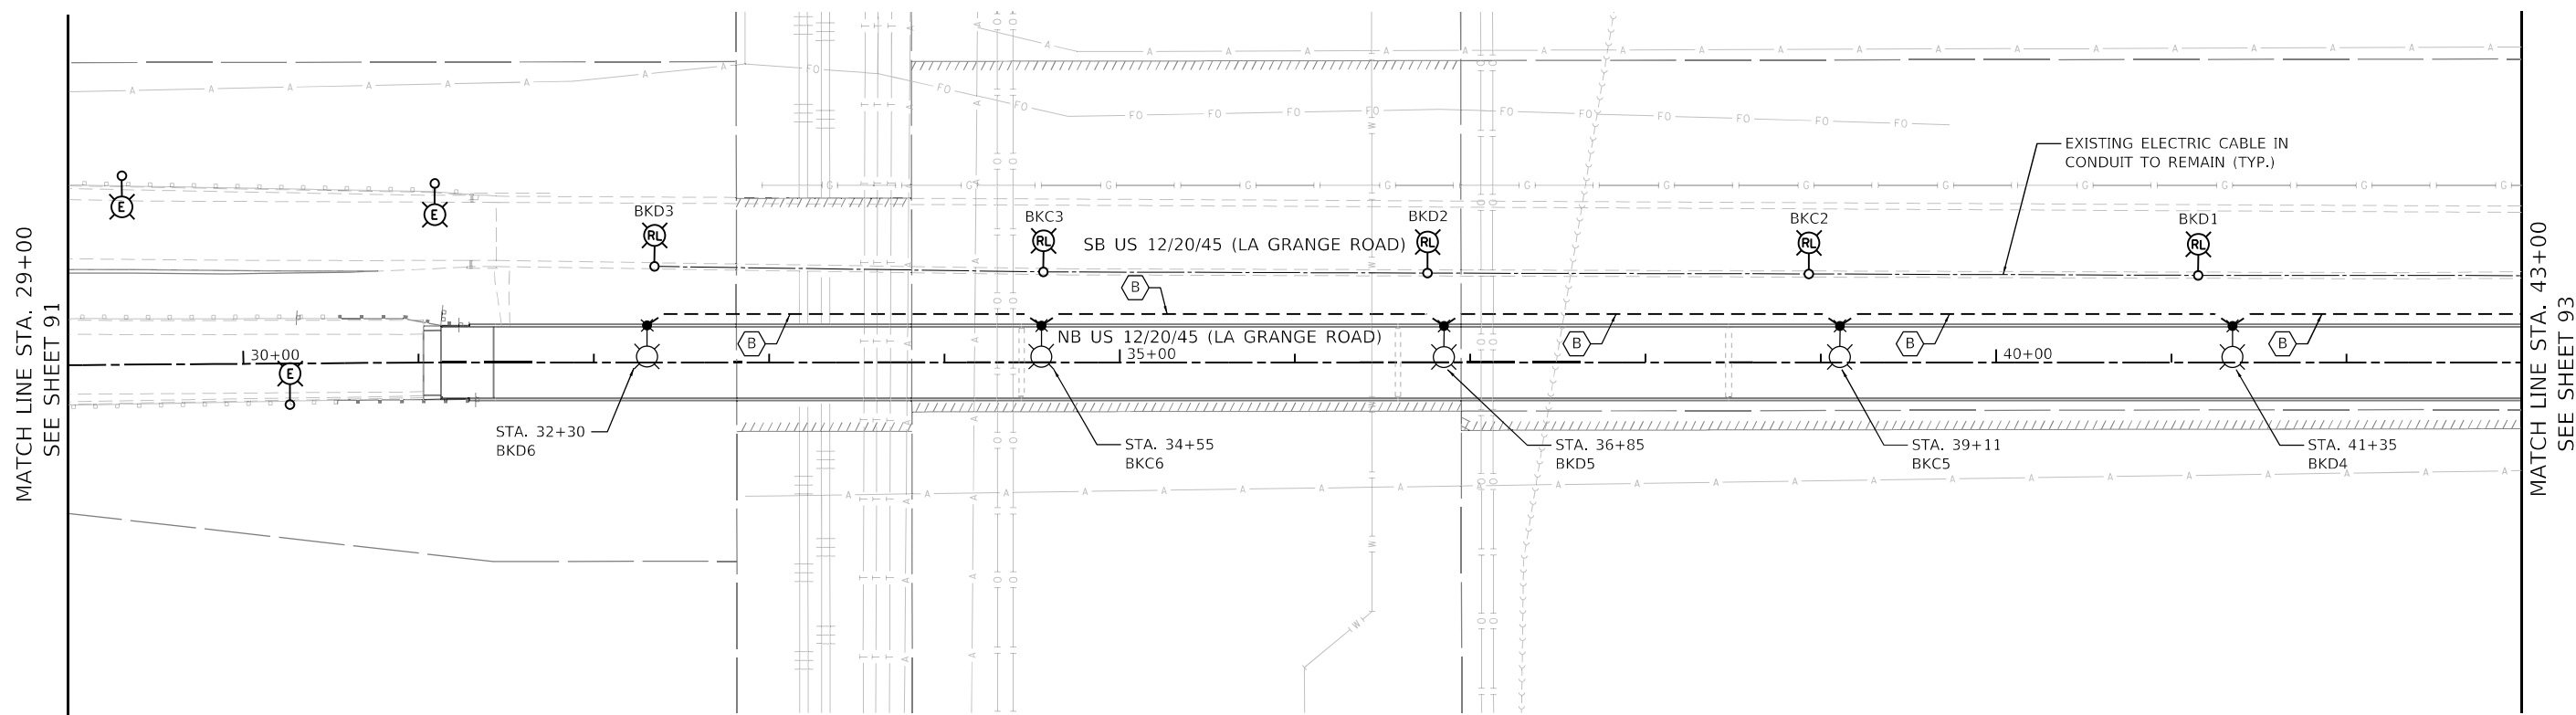 MATCH LINE STA. 29+00
SEE SHEET 91
EXISTING ELECTRIC CABLE IN
CONDUIT TO REMAIN (TYP.)
E
E
BKD3
RL
BKC3
RL
SB US 12/20/45 (LA GRANGE ROAD)
BKD2
RL
BKC2
RL
BKD1
RL
B
B
NB US 12/20/45 (LA GRANGE ROAD)
B
B
B
30+00
35+00
40+00
E
STA. 32+30
BKD6
STA. 34+55
BKC6
STA. 36+85
BKD5
STA. 39+11
BKC5
STA. 41+35
BKD4
MATCH LINE STA. 43+00
SEE SHEET 93